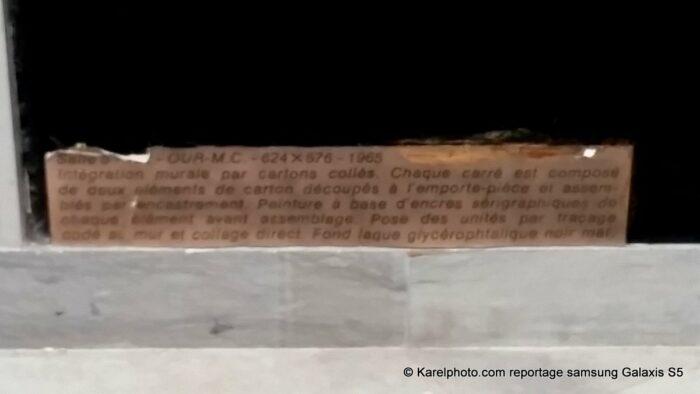 Salle 5 - OUR-M.C. - 624×676 - 1965
Intégration murale par cartons collés. Chaque carré est composé
de deux éléments de carton découpés à l'emporte-pièce et assem-
blés par encastrement. Peinture à base d'encres sérigraphiques de
chaque élément avant assemblage. Pose des unités par traçage
codé au mur et collage direct. Fond laque glycérophtalique noir mat.
© Karelphoto.com reportage samsung Galaxis S5